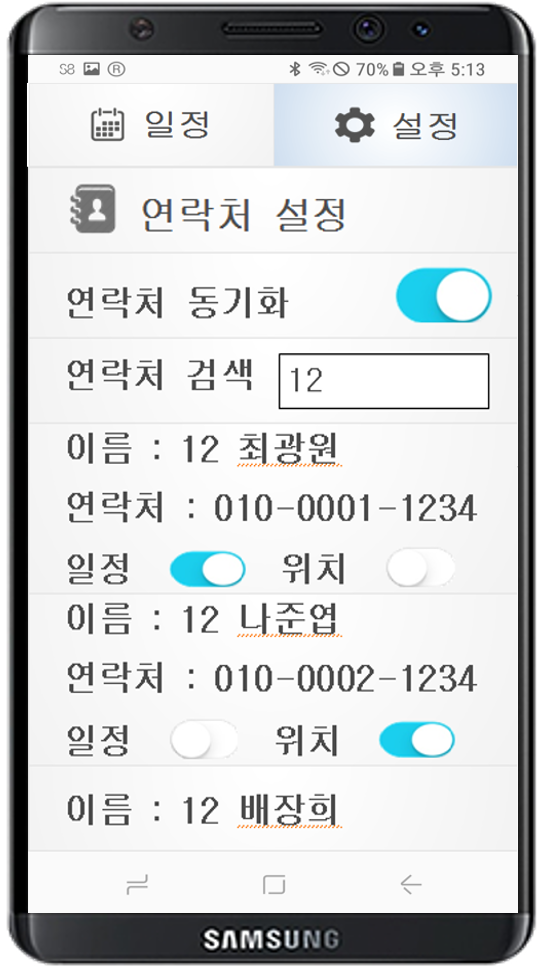 S8 ® 70% 오후 5:13
일정 설정
연락처 설정
연락처 동기화
연락처 검색 12
이름 : 12 최광원
연락처 : 010-0001-1234
일정 위치
이름 : 12 나준엽
연락처 : 010-0002-1234
일정 위치
이름 : 12 배장희
SAMSUNG